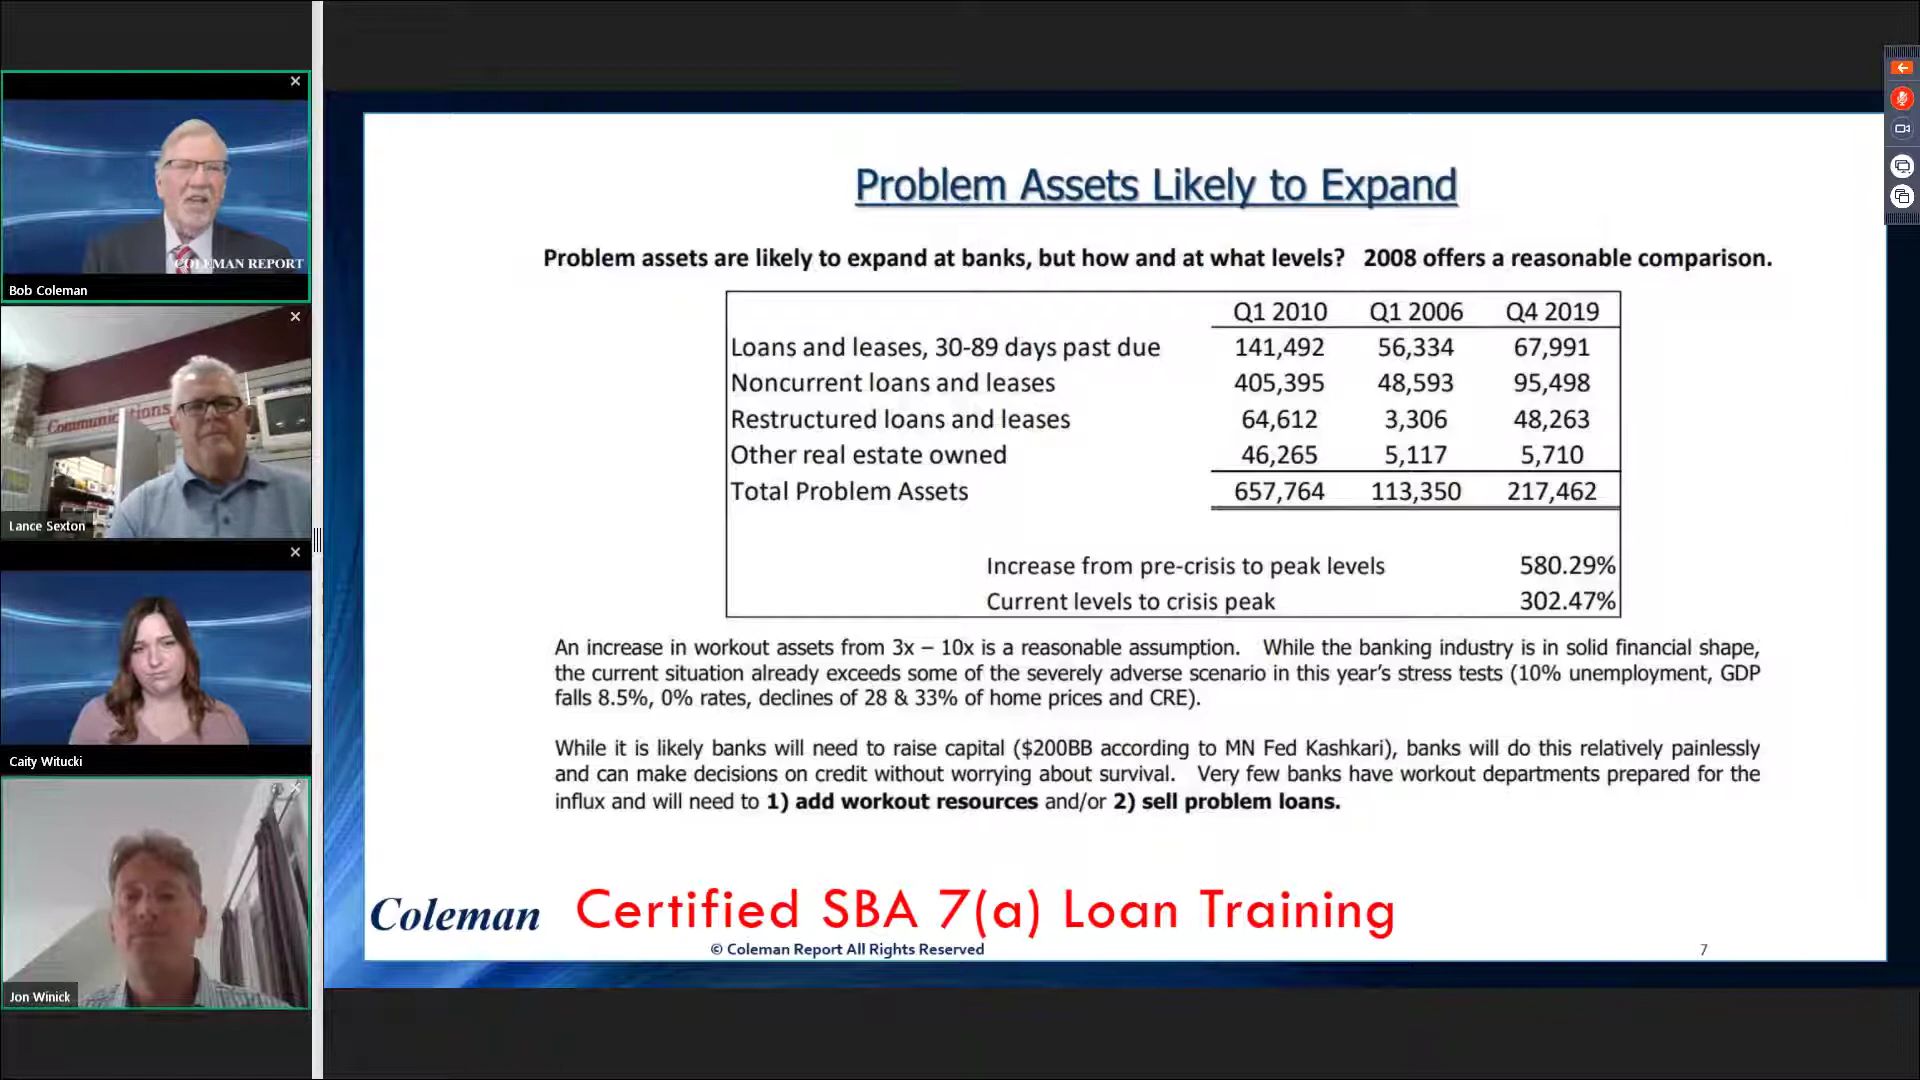 COLEMAN REPORT
Bob Coleman
Communications
Lance Sexton
Caity Witucki
Jon Winick
Problem Assets Likely to Expand
Problem assets are likely to expand at banks, but how and at what levels? 2008 offers a reasonable comparison.
Q1 2010 Q1 2006 Q4 2019
Loans and leases, 30-89 days past due 141,492 56,334 67,991
Noncurrent loans and leases 405,395 48,593 95,498
Restructured loans and leases 64,612 3,306 48,263
Other real estate owned 46,265 5,117 5,710
Total Problem Assets 657,764 113,350 217,462
Increase from pre-crisis to peak levels 580.29%
Current levels to crisis peak 302.47%
An increase in workout assets from 3x – 10x is a reasonable assumption. While the banking industry is in solid financial shape,
the current situation already exceeds some of the severely adverse scenario in this year's stress tests (10% unemployment, GDP
falls 8.5%, 0% rates, declines of 28 & 33% of home prices and CRE).
While it is likely banks will need to raise capital ($200BB according to MN Fed Kashkari), banks will do this relatively painlessly
and can make decisions on credit without worrying about survival. Very few banks have workout departments prepared for the
influx and will need to 1) add workout resources and/or 2) sell problem loans.
Coleman Certified SBA 7(a) Loan Training
© Coleman Report All Rights Reserved
7